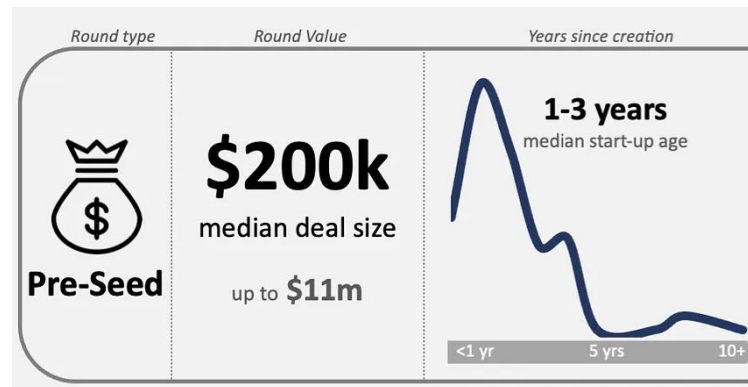 Round type
Round Value
Years since creation
$
Pre-Seed
$200k
median deal size
up to $11m
1-3 years
median start-up age
<1 yr 5 yrs 10+